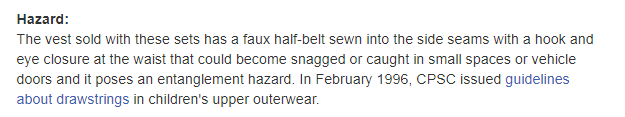 Hazard:
The vest sold with these sets has a faux half-belt sewn into the side seams with a hook and
eye closure at the waist that could become snagged or caught in small spaces or vehicle
doors and it poses an entanglement hazard. In February 1996, CPSC issued guidelines
about drawstrings in children's upper outerwear.